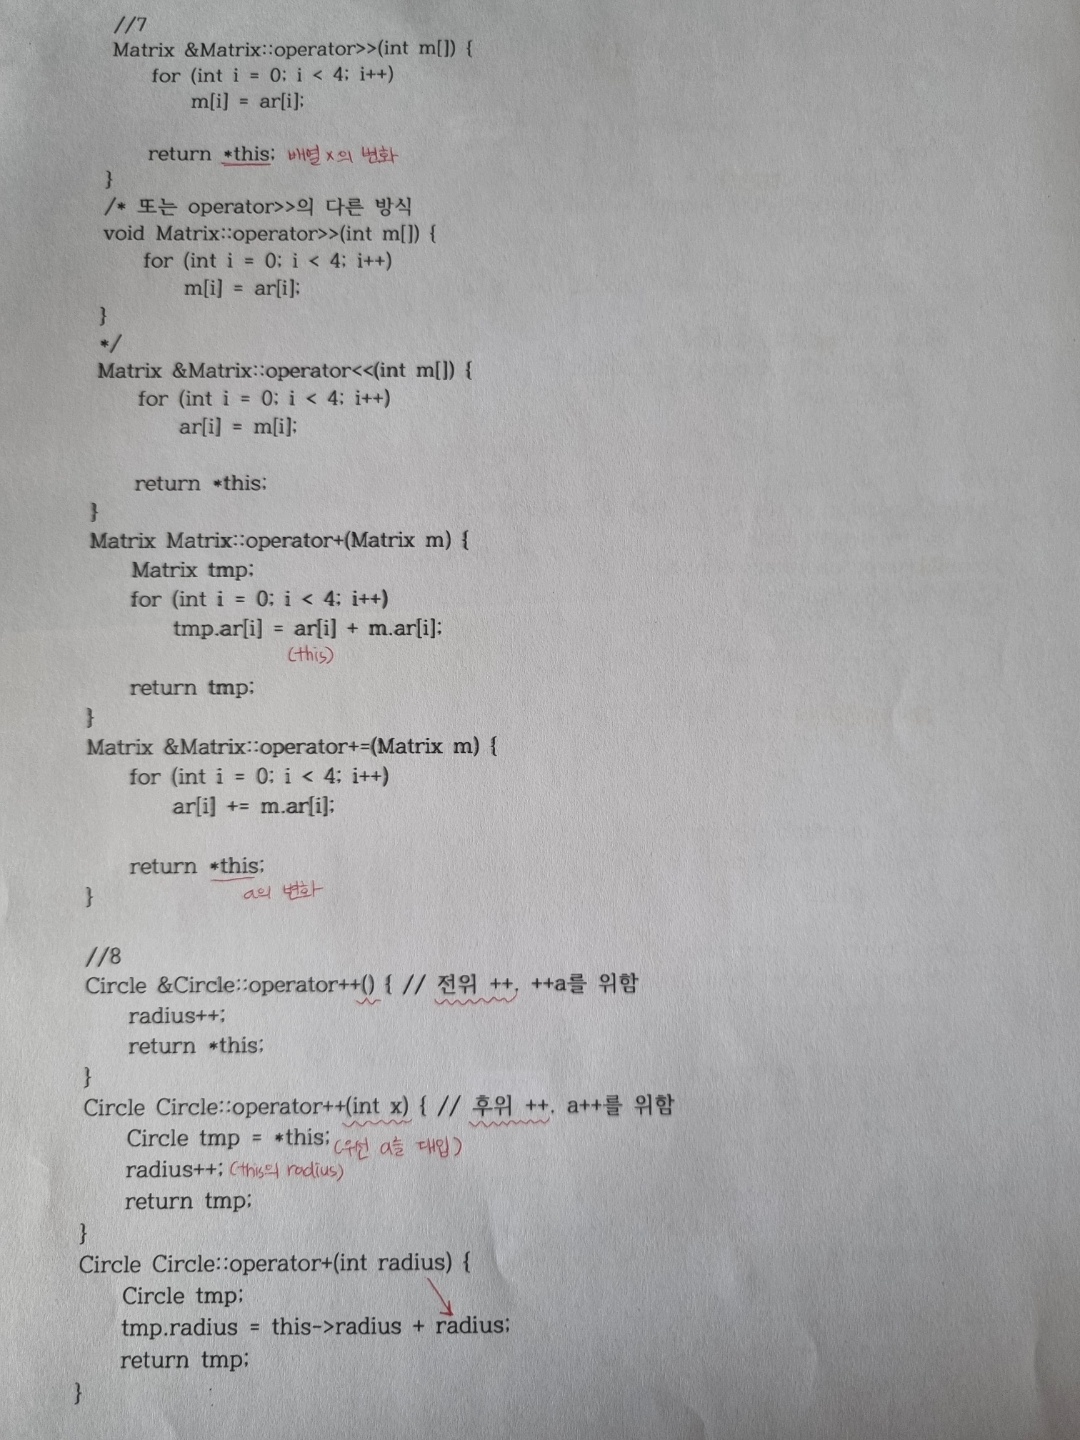 //7
Matrix &Matrix::operator>>(int m[]) {
for (int i = 0; i < 4; i++)
m[i] = ar[i];
return *this; 배열 x의 변화
}
/* 또는 operator>>의 다른 방식
void Matrix::operator>>(int m[]) {
for (int i = 0; i < 4; i++)
m[i] = ar[i];
}
*/
Matrix &Matrix::operator<<(int m[]) {
for (int i = 0; i < 4; i++)
ar[i] = m[i];
return *this;
}
Matrix Matrix::operator+(Matrix m) {
Matrix tmp;
for (int i = 0; i < 4; i++)
tmp.ar[i] = ar[i] + m.ar[i];
(this)
return tmp;
}
Matrix &Matrix::operator+=(Matrix m) {
for (int i = 0; i < 4; i++)
ar[i] += m.ar[i];
return *this;
a의 변화
}
//8
Circle &Circle::operator++() { // 전위 ++, ++a를 위함
radius++;
return *this;
}
Circle Circle::operator++(int x) { // 후위 ++, a++를 위함
Circle tmp = *this; (우선 a를 대입)
radius++; (this의 radius)
return tmp;
}
Circle Circle::operator+(int radius) {
Circle tmp;
tmp.radius = this->radius + radius;
return tmp;
}